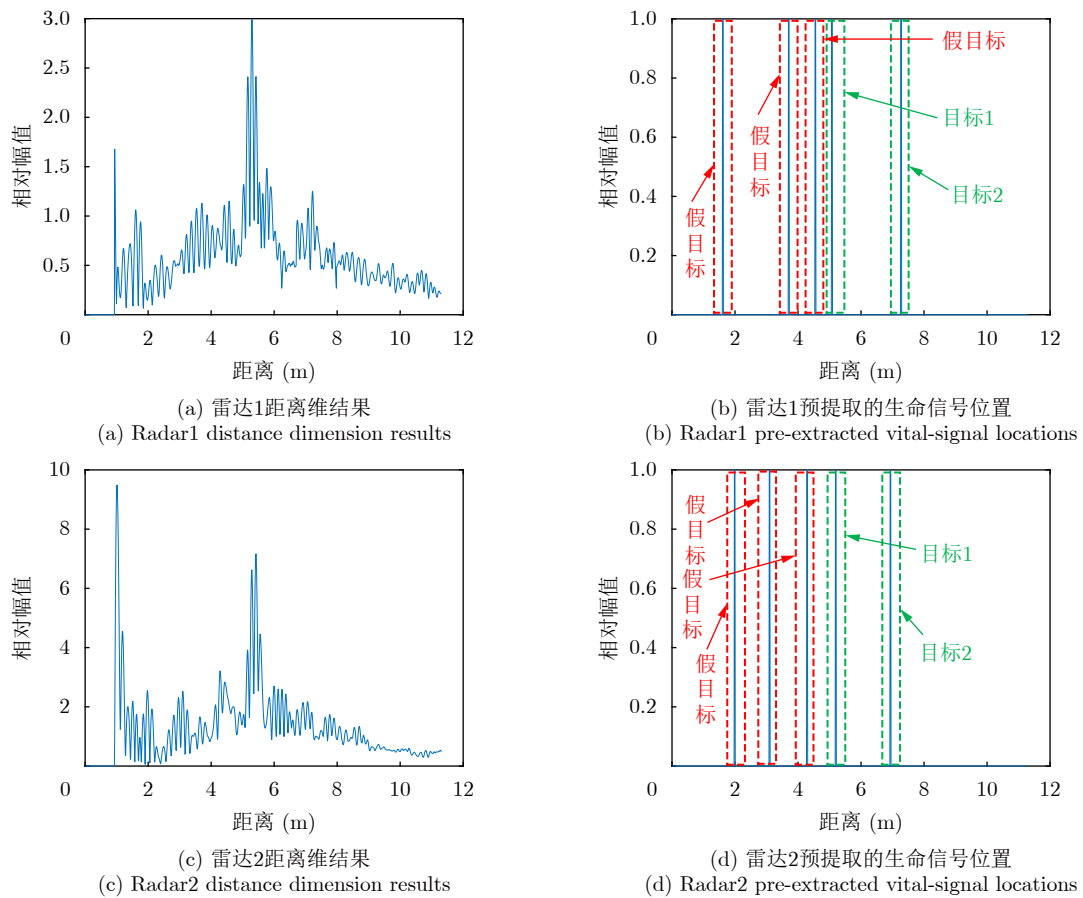 3.0
2.5
2.0
1.5
1.0
0.5
0
2
4
6
8
10
12
相对幅值
距离 (m)
(a) 雷达1距离维结果
(a) Radar1 distance dimension results
1.0
0.8
0.6
0.4
0.2
0
2
4
6
8
10
12
相对幅值
距离 (m)
假目标
假目标
假目标
目标1
目标2
(b) 雷达1预提取的生命信号位置
(b) Radar1 pre-extracted vital-signal locations
10
8
6
4
2
0
2
4
6
8
10
12
相对幅值
距离 (m)
(c) 雷达2距离维结果
(c) Radar2 distance dimension results
1.0
0.8
0.6
0.4
0.2
0
2
4
6
8
10
12
相对幅值
距离 (m)
假目标
假目标
假目标
目标1
目标2
(d) 雷达2预提取的生命信号位置
(d) Radar2 pre-extracted vital-signal locations